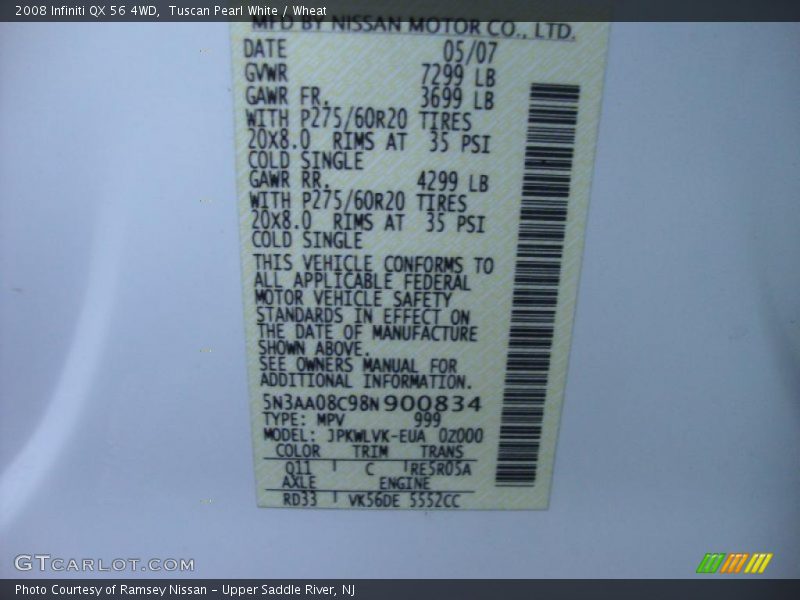 2008 Infiniti QX 56 4WD,  Tuscan Pearl White / Wheat
MFD BY NISSAN MOTOR CO., LTD.
DATE 05/07
GVWR 7299 LB
GAWR FR. 3699 LB
WITH P275/60R20 TIRES
20X8.0 RIMS AT 35 PSI
COLD SINGLE
GAWR RR. 4299 LB
WITH P275/60R20 TIRES
20X8.0 RIMS AT 35 PSI
COLD SINGLE
THIS VEHICLE CONFORMS TO
ALL APPLICABLE FEDERAL
MOTOR VEHICLE SAFETY
STANDARDS IN EFFECT ON
THE DATE OF MANUFACTURE
SHOWN ABOVE.
SEE OWNERS MANUAL FOR
ADDITIONAL INFORMATION.
5N3AA08C98N900834
TYPE: MPV 999
MODEL: JPKWLVK-EUA 0Z000
COLOR TRIM TRANS
Q11 C RE5R05A
AXLE ENGINE
RD33 VK56DE 5552CC
GTCARLOT.COM
Photo Courtesy of Ramsey Nissan - Upper Saddle River, NJ